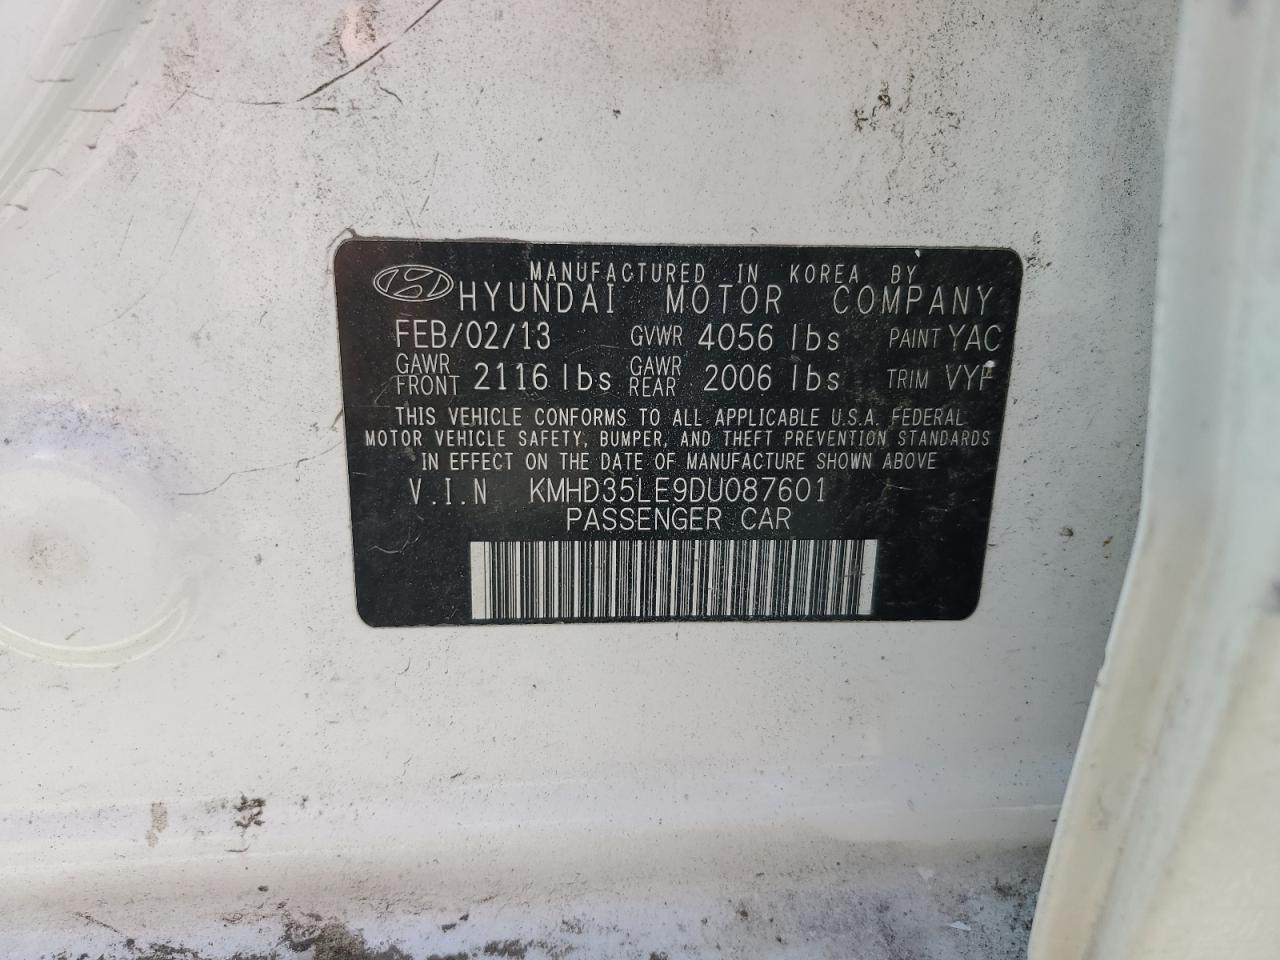 MANUFACTURED IN KOREA BY
HYUNDAI MOTOR COMPANY
FEB/02/13 GVWR 4056 lbs PAINT YAC
GAWR FRONT 2116 lbs GAWR REAR 2006 lbs TRIM VYF
THIS VEHICLE CONFORMS TO ALL APPLICABLE U.S.A. FEDERAL
MOTOR VEHICLE SAFETY, BUMPER, AND THEFT PREVENTION STANDARDS
IN EFFECT ON THE DATE OF MANUFACTURE SHOWN ABOVE
V.I.N KMHD35LE9DU087601
PASSENGER CAR